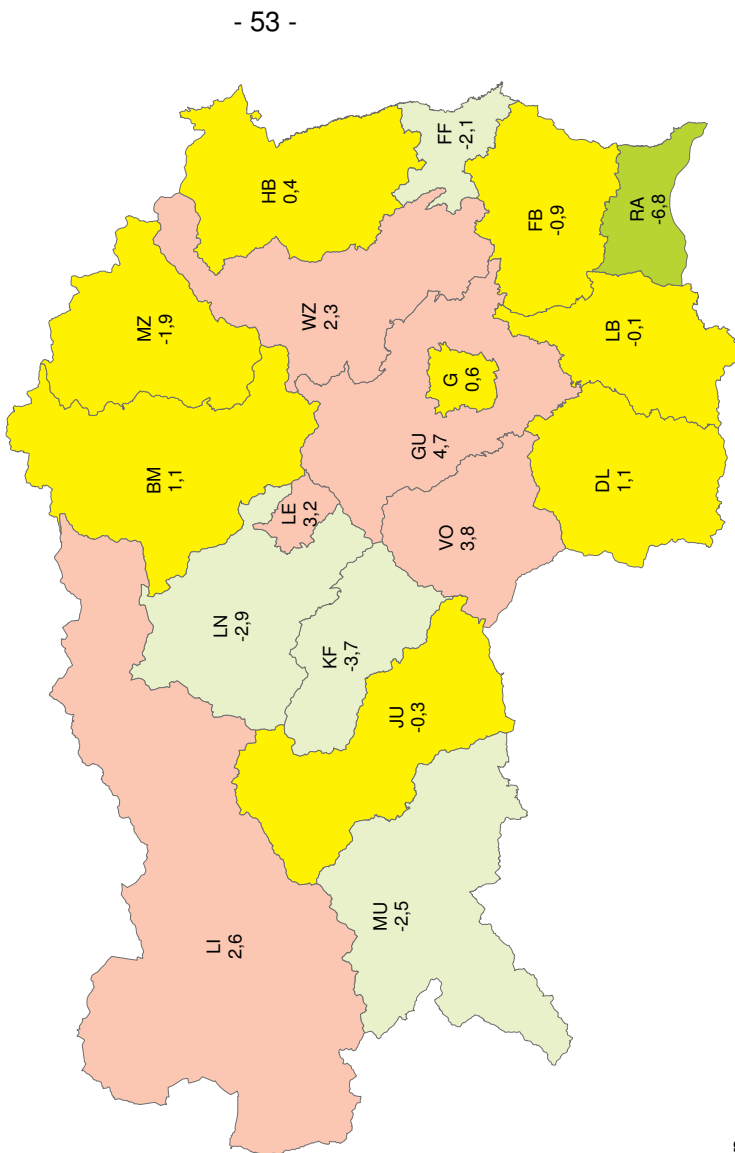 - 53 -
HB
0,4
FF
-2,1
MZ
-1,9
WZ
2,3
FB
-0,9
RA
-6,8
BM
1,1
LE
3,2
GU
4,7
G
0,6
LB
-0,1
LN
-2,9
KF
-3,7
VO
3,8
DL
1,1
JU
-0,3
LI
2,6
MU
-2,5